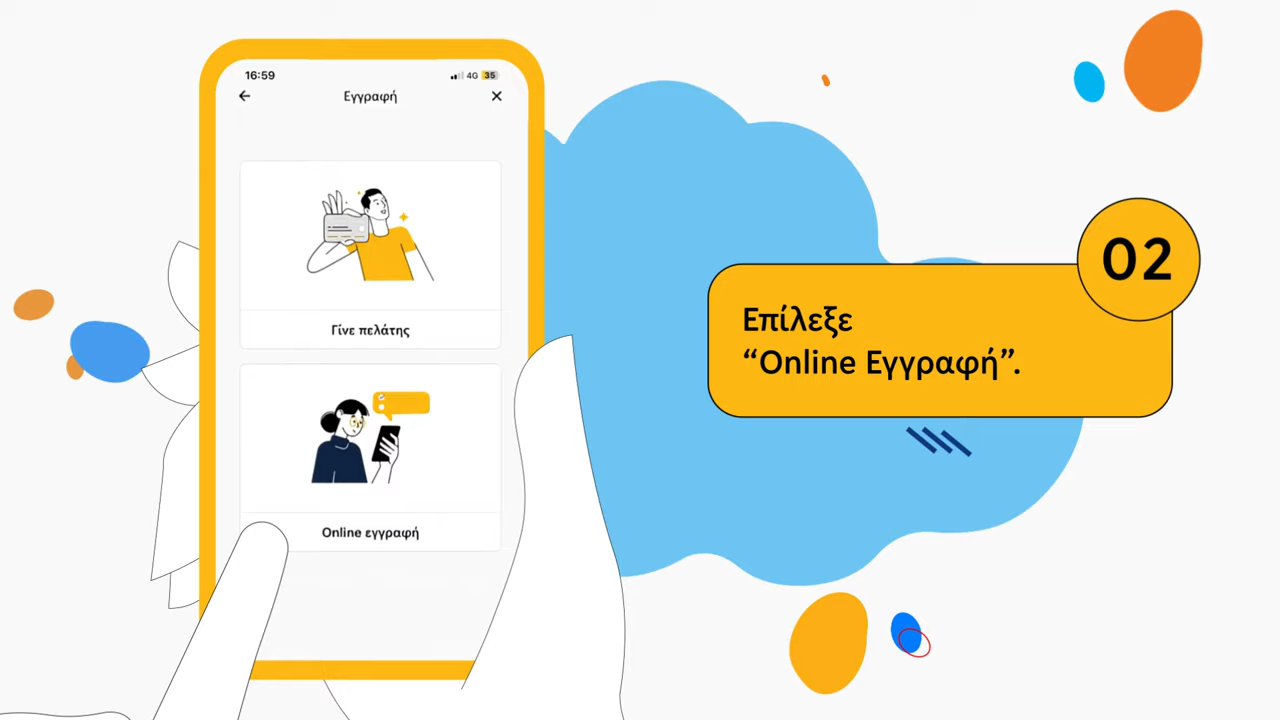 16:59 4G 35
Εγγραφή
Γίνε πελάτης
Online εγγραφή
02
Επίλεξε
“Online Εγγραφή”.